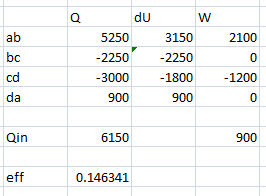 Q dU W
ab 5250 3150 2100
bc -2250 -2250 0
cd -3000 -1800 -1200
da 900 900 0
Qin 6150 900
eff 0.146341